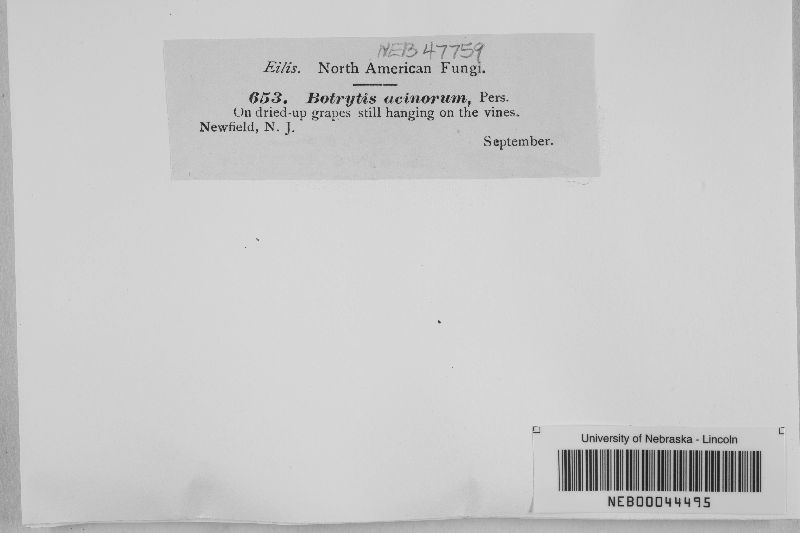 NEB 47759
Ellis. North American Fungi.
653. Botrytis acinorum, Pers.
On dried-up grapes still hanging on the vines.
Newfield, N. J.
September.
University of Nebraska - Lincoln
NEB00044495